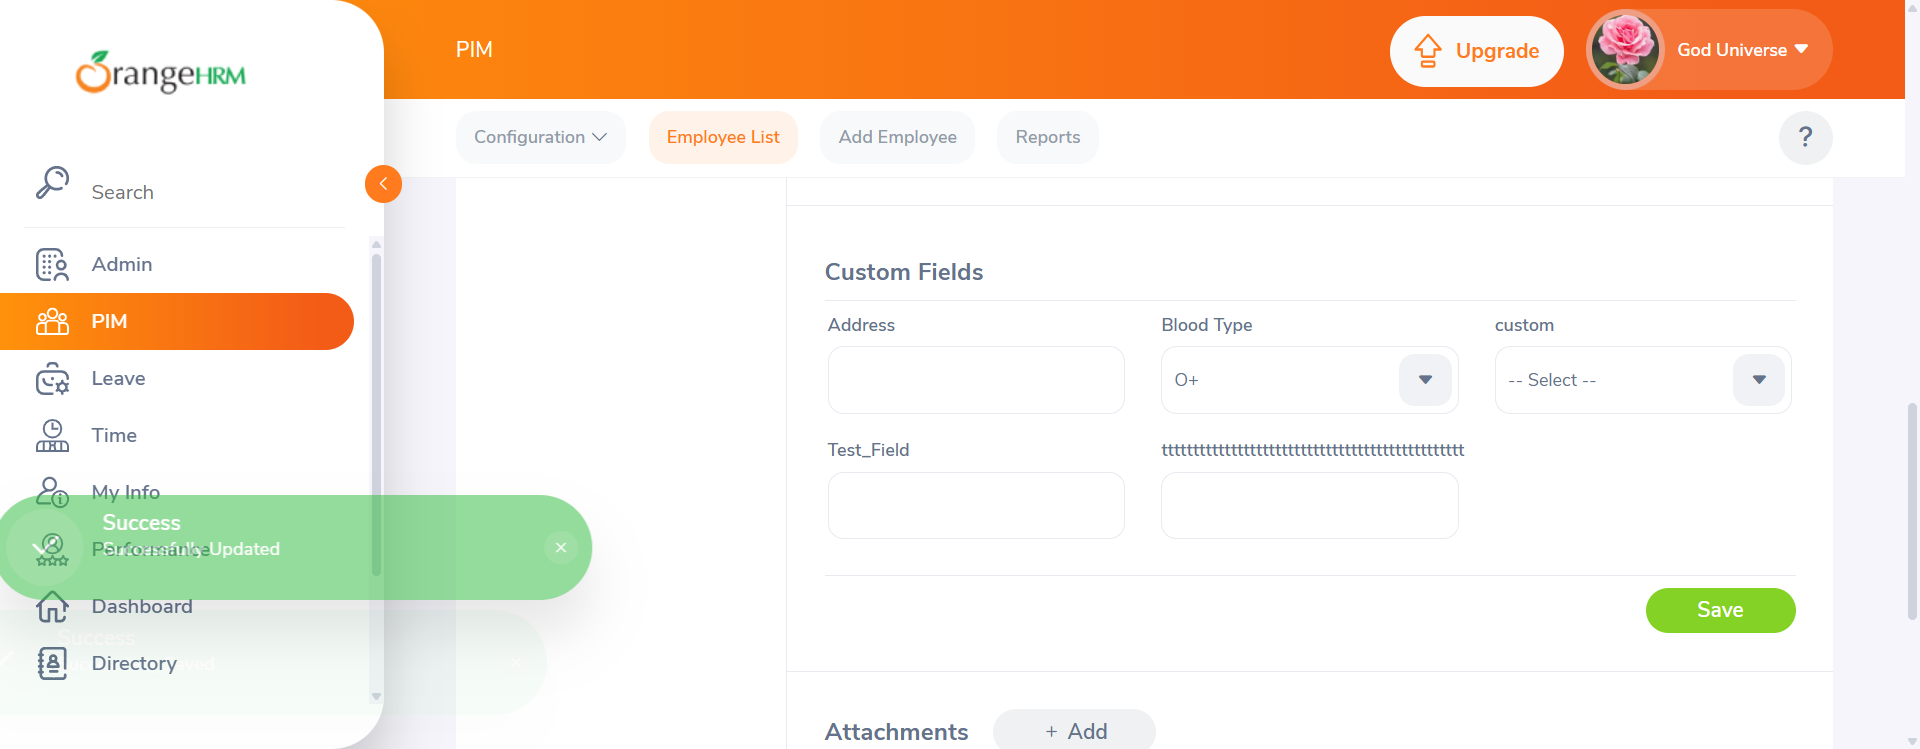 OrangeHRM
PIM
Upgrade
God Universe
Configuration
Employee List
Add Employee
Reports
?
Search
Admin
PIM
Leave
Time
My Info
Performance
Dashboard
Directory
Success
Successfully Updated
Success
Custom Fields
Address
Blood Type
custom
O+
-- Select --
Test_Field
Save
Attachments
+ Add